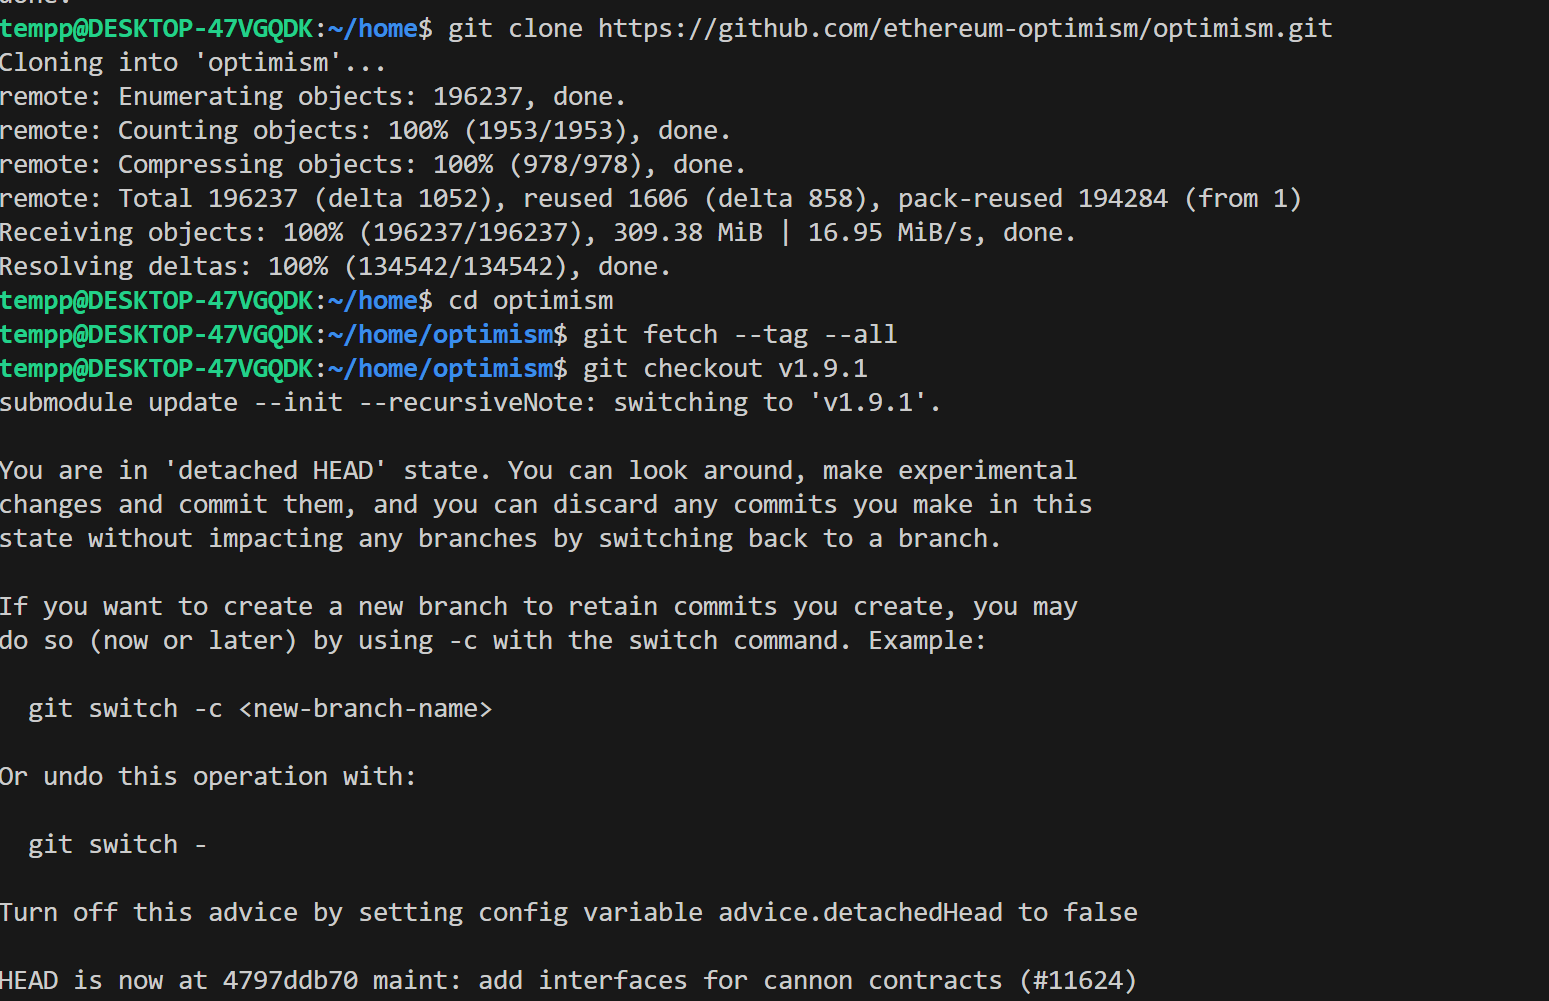 done.
tempp@DESKTOP-47VGQDK:~/home$ git clone https://github.com/ethereum-optimism/optimism.git
Cloning into 'optimism'...
remote: Enumerating objects: 196237, done.
remote: Counting objects: 100% (1953/1953), done.
remote: Compressing objects: 100% (978/978), done.
remote: Total 196237 (delta 1052), reused 1606 (delta 858), pack-reused 194284 (from 1)
Receiving objects: 100% (196237/196237), 309.38 MiB | 16.95 MiB/s, done.
Resolving deltas: 100% (134542/134542), done.
tempp@DESKTOP-47VGQDK:~/home$ cd optimism
tempp@DESKTOP-47VGQDK:~/home/optimism$ git fetch --tag --all
tempp@DESKTOP-47VGQDK:~/home/optimism$ git checkout v1.9.1
submodule update --init --recursiveNote: switching to 'v1.9.1'.

You are in 'detached HEAD' state. You can look around, make experimental
changes and commit them, and you can discard any commits you make in this
state without impacting any branches by switching back to a branch.

If you want to create a new branch to retain commits you create, you may
do so (now or later) by using -c with the switch command. Example:

  git switch -c <new-branch-name>

Or undo this operation with:

  git switch -

Turn off this advice by setting config variable advice.detachedHead to false

HEAD is now at 4797ddb70 maint: add interfaces for cannon contracts (#11624)